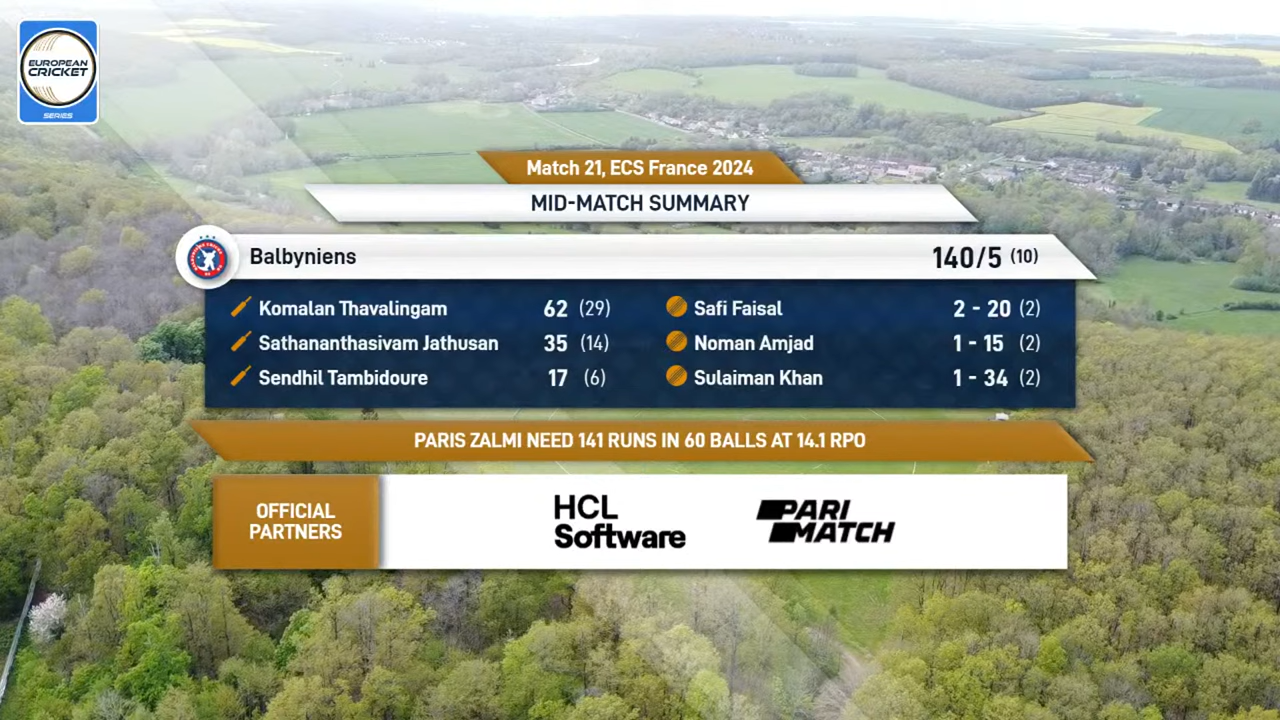 EUROPEAN
CRICKET
SERIES
Match 21, ECS France 2024
MID-MATCH SUMMARY
Balbyniens 140/5 (10)
Komalan Thavalingam 62 (29) Safi Faisal 2 - 20 (2)
Sathananthasivam Jathusan 35 (14) Noman Amjad 1 - 15 (2)
Sendhil Tambidoure 17 (6) Sulaiman Khan 1 - 34 (2)
PARIS ZALMI NEED 141 RUNS IN 60 BALLS AT 14.1 RPO
OFFICIAL
PARTNERS
HCL
Software
PARI
MATCH